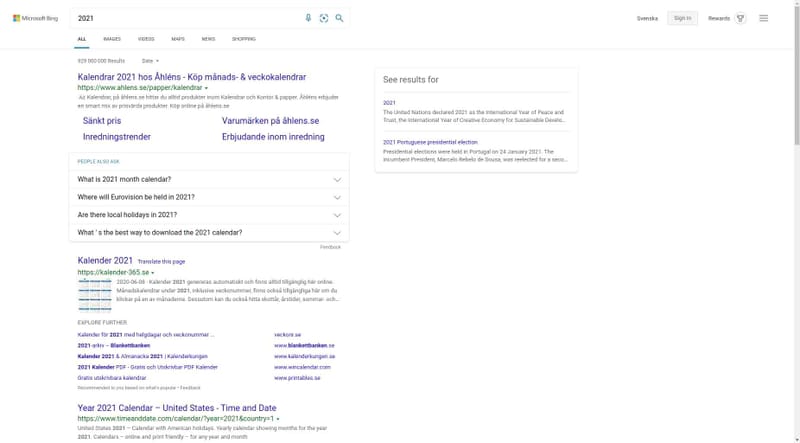 Microsoft Bing
2021
Svenska
Sign in
Rewards
ALL
IMAGES
VIDEOS
MAPS
NEWS
SHOPPING
929 000 000 Results
Date
Kalendrar 2021 hos Åhléns - Köp månads- & veckokalendrar
https://www.ahlens.se/papper/kalendrar
Ad Kalendrar, på åhlens.se hittar du alltid produkter inom Kalendrar och Kontor & papper. Åhléns erbjuder
en smart mix av prisvärda produkter. Köp online på åhlens.se
Sänkt pris
Varumärken på åhlens.se
Inredningstrender
Erbjudande inom inredning
PEOPLE ALSO ASK
What is 2021 month calendar?
Where will Eurovision be held in 2021?
Are there local holidays in 2021?
What ' s the best way to download the 2021 calendar?
Feedback
Kalender 2021 Translate this page
https://kalender-365.se
2020-06-08 · Kalender 2021 genereras automatiskt och finns alltid tillgänglig här online.
Månadskalendrar under 2021, inklusive veckonummer, finns också tillgängliga här om du
klickar på en av månaderna. Dessutom kan du också hitta skottår, årstider, sommar- och…
EXPLORE FURTHER
Kalender för 2021 med helgdagar och veckonummer ...
veckonr.se
2021-arkiv – Blankettbanken
www.blankettbanken.se
Kalender 2021 & Almanacka 2021 | Kalenderkungen
www.kalenderkungen.se
2021 Kalender PDF - Gratis och Utskrivbar PDF Kalender
www.wincalendar.com
Gratis utskrivbara kalendrar
www.printables.se
Recommended to you based on what's popular • Feedback
Year 2021 Calendar – United States - Time and Date
https://www.timeanddate.com/calendar/?year=2021&country=1
United States 2021 – Calendar with American holidays. Yearly calendar showing months for the year
2021. Calendars – online and print friendly – for any year and month
See results for
2021
The United Nations declared 2021 as the International Year of Peace and
Trust, the International Year of Creative Economy for Sustainable Develo…
2021 Portuguese presidential election
Presidential elections were held in Portugal on 24 January 2021. The
incumbent President, Marcelo Rebelo de Sousa, was reelected for a seco…